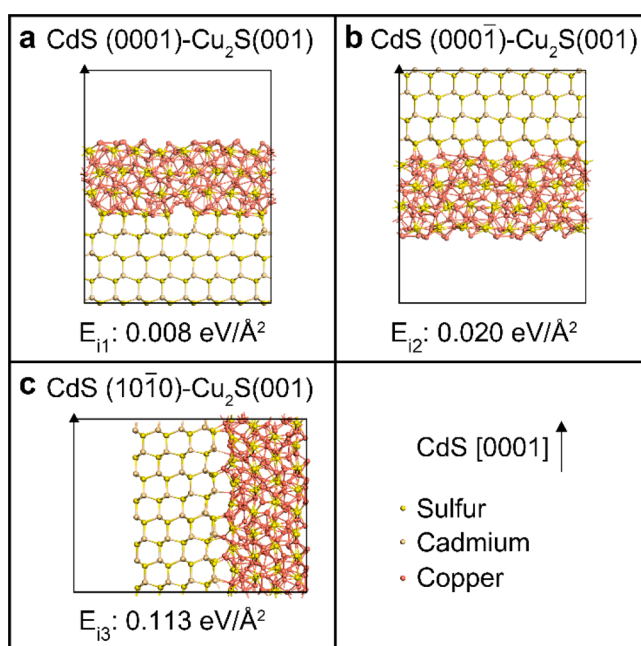 a CdS (0001)-Cu₂S(001)
b CdS (0001̄)-Cu₂S(001)
Eᵢ₁: 0.008 eV/Å²
Eᵢ₂: 0.020 eV/Å²
c CdS (101̄0)-Cu₂S(001)
CdS [0001]
Sulfur
Cadmium
Copper
Eᵢ₃: 0.113 eV/Å²